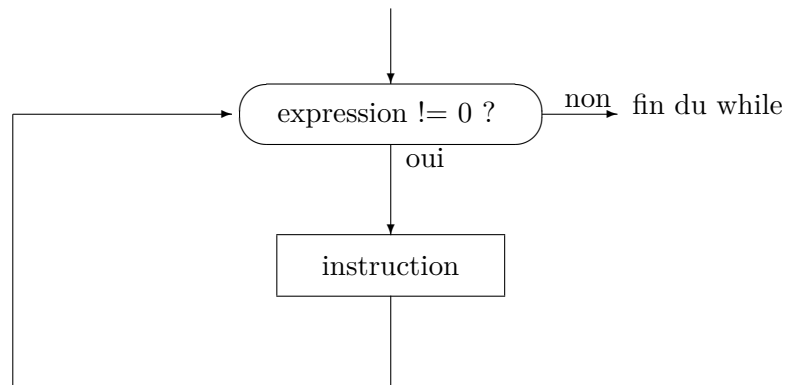 expression != 0 ?
non
fin du while
oui
instruction